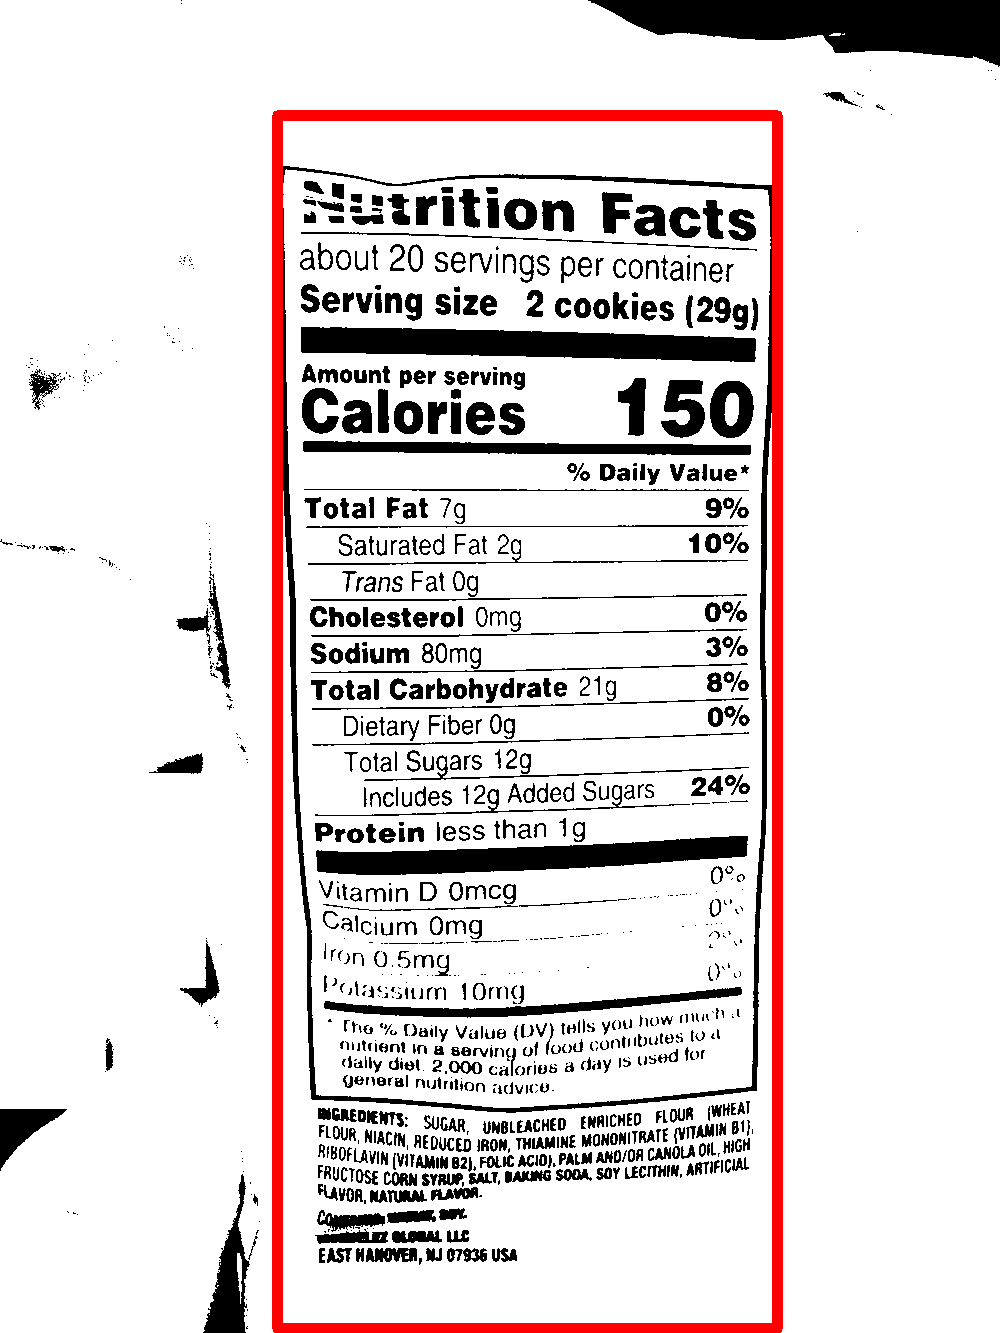 Nutrition Facts
about 20 servings per container
Serving size 2 cookies (29g)
Amount per serving
Calories 150
% Daily Value*
Total Fat 7g 9%
Saturated Fat 2g 10%
Trans Fat 0g
Cholesterol 0mg 0%
Sodium 80mg 3%
Total Carbohydrate 21g 8%
Dietary Fiber 0g 0%
Total Sugars 12g
Includes 12g Added Sugars 24%
Protein less than 1g
Vitamin D 0mcg 0%
Calcium 0mg 0%
Iron 0.5mg 2%
Potassium 10mg 0%
* The % Daily Value (DV) tells you how much a
nutrient in a serving of food contributes to a
daily diet. 2,000 calories a day is used for
general nutrition advice.
INGREDIENTS: SUGAR, UNBLEACHED ENRICHED FLOUR (WHEAT
FLOUR, NIACIN, REDUCED IRON, THIAMINE MONONITRATE {VITAMIN B1},
RIBOFLAVIN {VITAMIN B2}, FOLIC ACID), PALM AND/OR CANOLA OIL, HIGH
FRUCTOSE CORN SYRUP, SALT, BAKING SODA, SOY LECITHIN, ARTIFICIAL
FLAVOR, NATURAL FLAVOR.
SOY.
GLOBAL LLC
EAST HANOVER, NJ 07936 USA